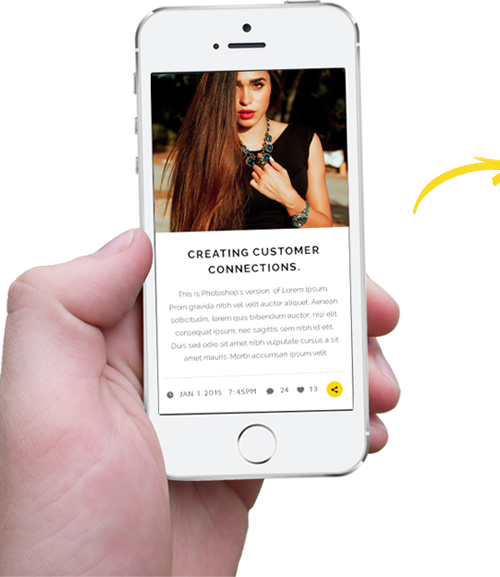 CREATING CUSTOMER
CONNECTIONS.
This is Photoshop's version of Lorem Ipsum.
Proin gravida nibh vel velit auctor aliquet. Aenean
sollicitudin, lorem quis bibendum auctor, nisi elit
consequat ipsum, nec sagittis sem nibh id elit.
Duis sed odio sit amet nibh vulputate cursus a sit
amet mauris. Morbi accumsan ipsum velit
JAN 1.2015 7:45PM 24 13